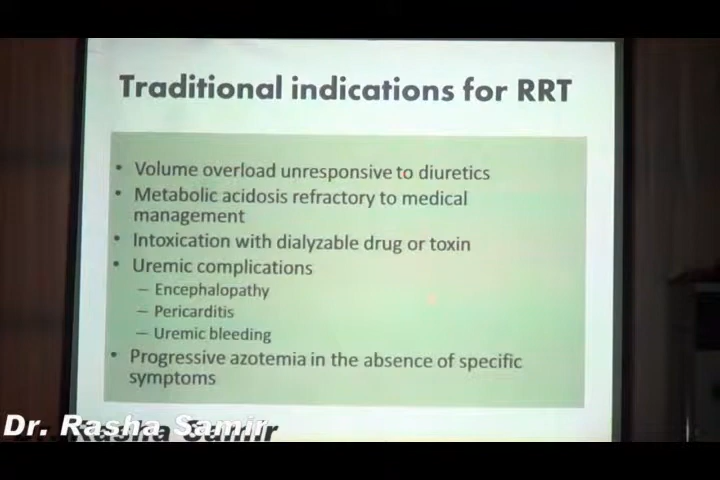 Traditional indications for RRT
• Volume overload unresponsive to diuretics
• Metabolic acidosis refractory to medical
management
• Intoxication with dialyzable drug or toxin
• Uremic complications
– Encephalopathy
– Pericarditis
– Uremic bleeding
• Progressive azotemia in the absence of specific
symptoms
Dr. Rasha Samir
Rasha Samir